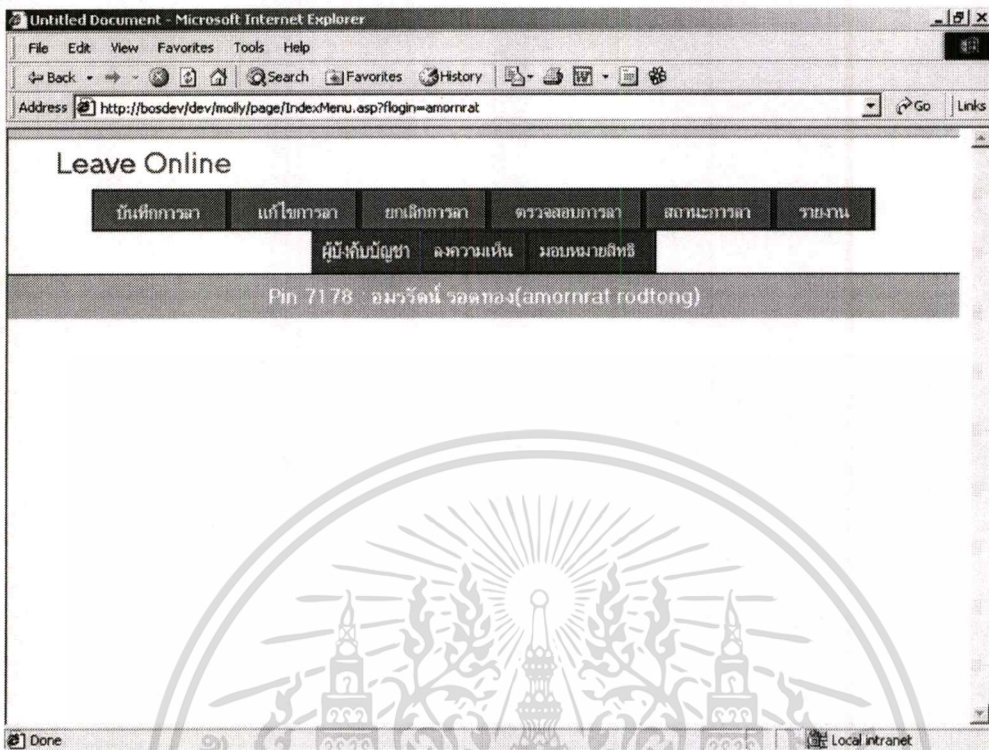 Untitled Document - Microsoft Internet Explorer
File Edit View Favorites Tools Help
Back Search Favorites History
Address http://bosdev/dev/molly/page/IndexMenu.asp?flogin=amornrat Go Links
Leave Online
บันทึกการลา แก้ไขการลา ยกเลิกการลา ตรวจสอบการลา สถานะการลา รายงาน
ผู้บังคับบัญชา ลงความเห็น มอบหมายสิทธิ
Pin 7178 อมรรัตน์ รอดทอง(amornrat rodtong)
Done Local intranet